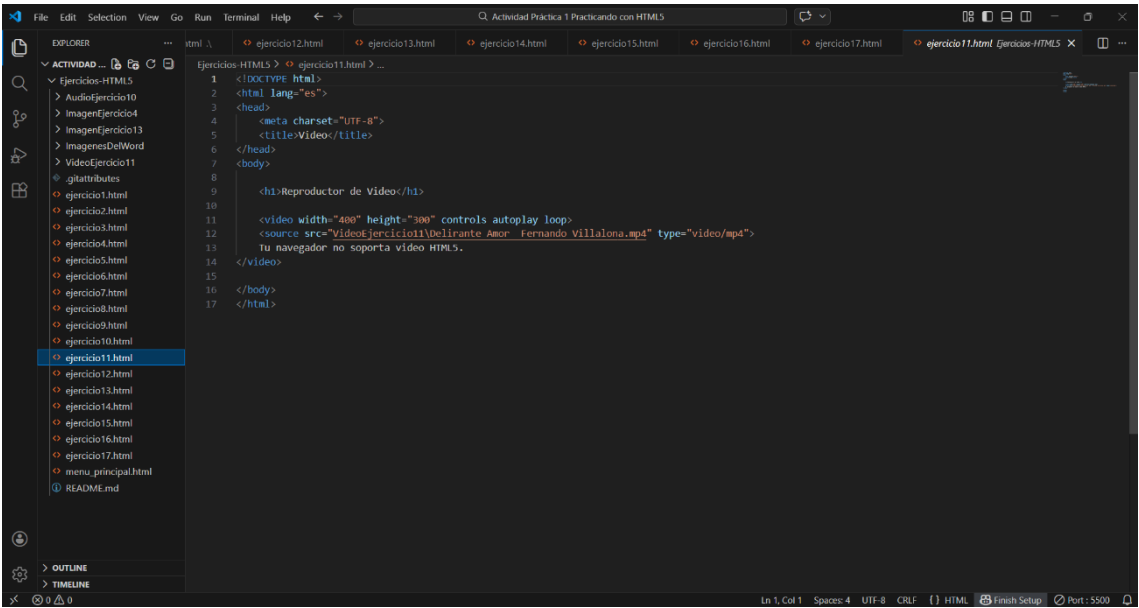 File Edit Selection View Go Run Terminal Help
Actividad Práctica 1 Practicando con HTML5
EXPLORER
ejercicio12.html ejercicio13.html ejercicio14.html ejercicio15.html ejercicio16.html ejercicio17.html ejercicio11.html Ejercicios-HTML5
ACTIVIDAD ...
Ejercicios-HTML5 > ejercicio11.html > ...
Ejercicios-HTML5
AudioEjercicio10
ImagenEjercicio4
ImagenEjercicio13
ImagenesDelWord
VideoEjercicio11
.gitattributes
ejercicio1.html
ejercicio2.html
ejercicio3.html
ejercicio4.html
ejercicio5.html
ejercicio6.html
ejercicio7.html
ejercicio8.html
ejercicio9.html
ejercicio10.html
ejercicio11.html
ejercicio12.html
ejercicio13.html
ejercicio14.html
ejercicio15.html
ejercicio16.html
ejercicio17.html
menu_principal.html
README.md
OUTLINE
TIMELINE
1 <!DOCTYPE html>
2 <html lang="es">
3 <head>
4     <meta charset="UTF-8">
5     <title>Video</title>
6 </head>
7 <body>
8
9     <h1>Reproductor de Video</h1>
10
11     <video width="400" height="300" controls autoplay loop>
12     <source src="VideoEjercicio11\Delirante Amor  Fernando Villalona.mp4" type="video/mp4">
13     Tu navegador no soporta video HTML5.
14 </video>
15
16 </body>
17 </html>
0 0 Ln 1, Col 1 Spaces: 4 UTF-8 CRLF { } HTML Finish Setup Port : 5500